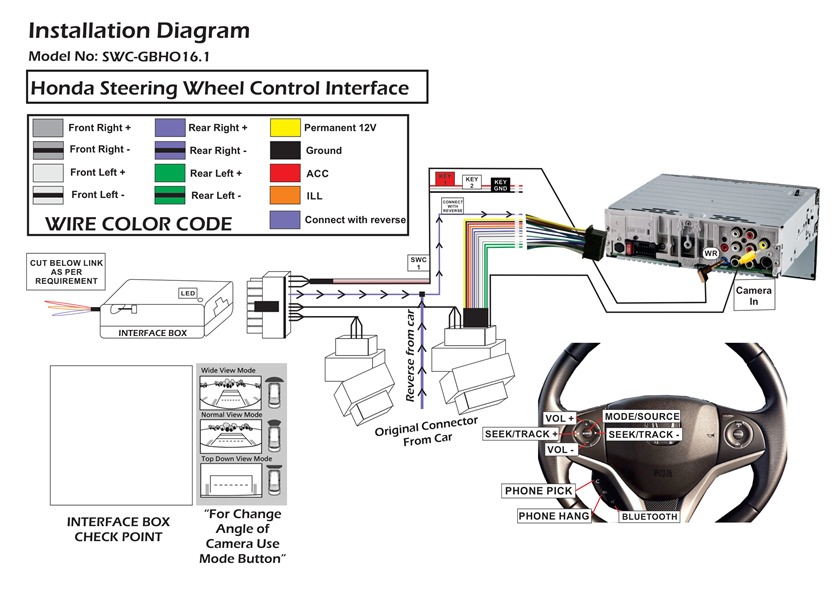 Installation Diagram
Model No: SWC-GBHO16.1
Honda Steering Wheel Control Interface
Front Right +
Rear Right +
Permanent 12V
Front Right -
Rear Right -
Ground
Front Left +
Rear Left +
ACC
Front Left -
Rear Left -
ILL
WIRE COLOR CODE
Connect with reverse
KEY
1
KEY
2
KEY
GND
CONNECT
WITH
REVERSE
WR
Camera
In
SWC
1
CUT BELOW LINK
AS PER
REQUIREMENT
LED
INTERFACE BOX
Reverse from car
Original Connector
From Car
Wide View Mode
Normal View Mode
Top Down View Mode
INTERFACE BOX
CHECK POINT
"For Change
Angle of
Camera Use
Mode Button"
VOL +
MODE/SOURCE
SEEK/TRACK +
SEEK/TRACK -
VOL -
PHONE PICK
PHONE HANG
BLUETOOTH